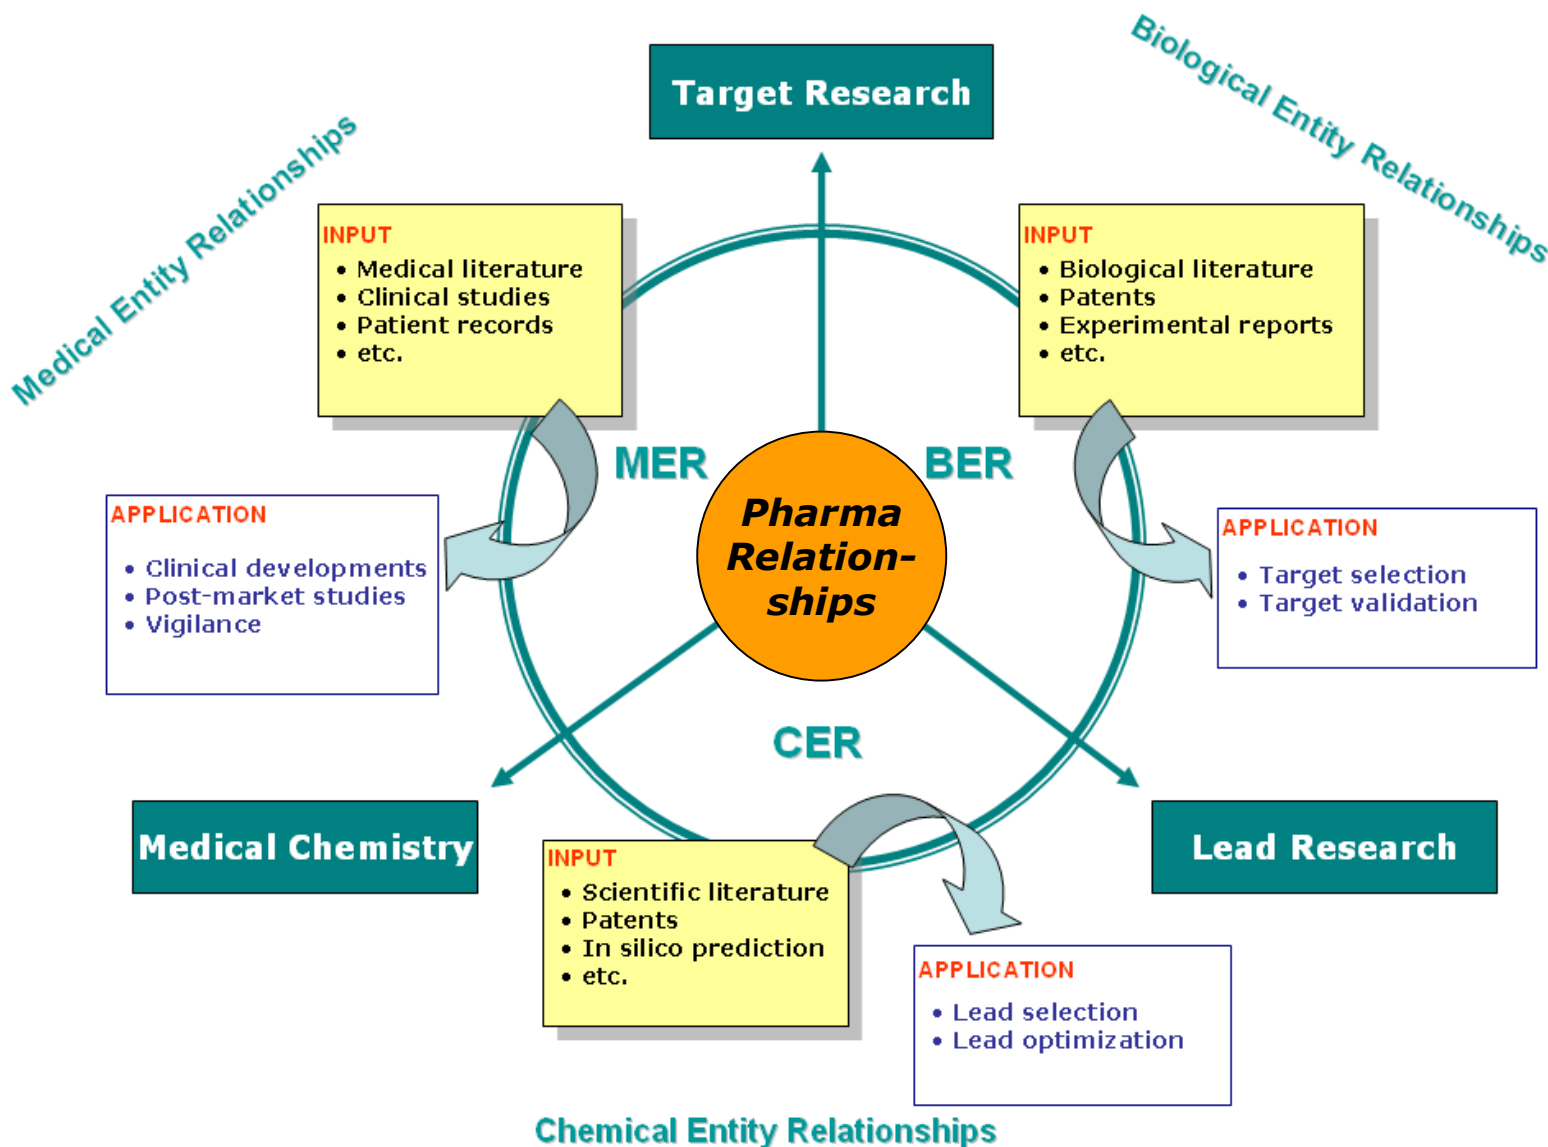 Biological Entity Relationships
Target Research
Medical Entity Relationships
INPUT
• Medical literature
• Clinical studies
• Patient records
• etc.
INPUT
• Biological literature
• Patents
• Experimental reports
• etc.
MER
BER
Pharma
Relation-
ships
APPLICATION
• Clinical developments
• Post-market studies
• Vigilance
APPLICATION
• Target selection
• Target validation
CER
Medical Chemistry
Lead Research
INPUT
• Scientific literature
• Patents
• In silico prediction
• etc.
APPLICATION
• Lead selection
• Lead optimization
Chemical Entity Relationships